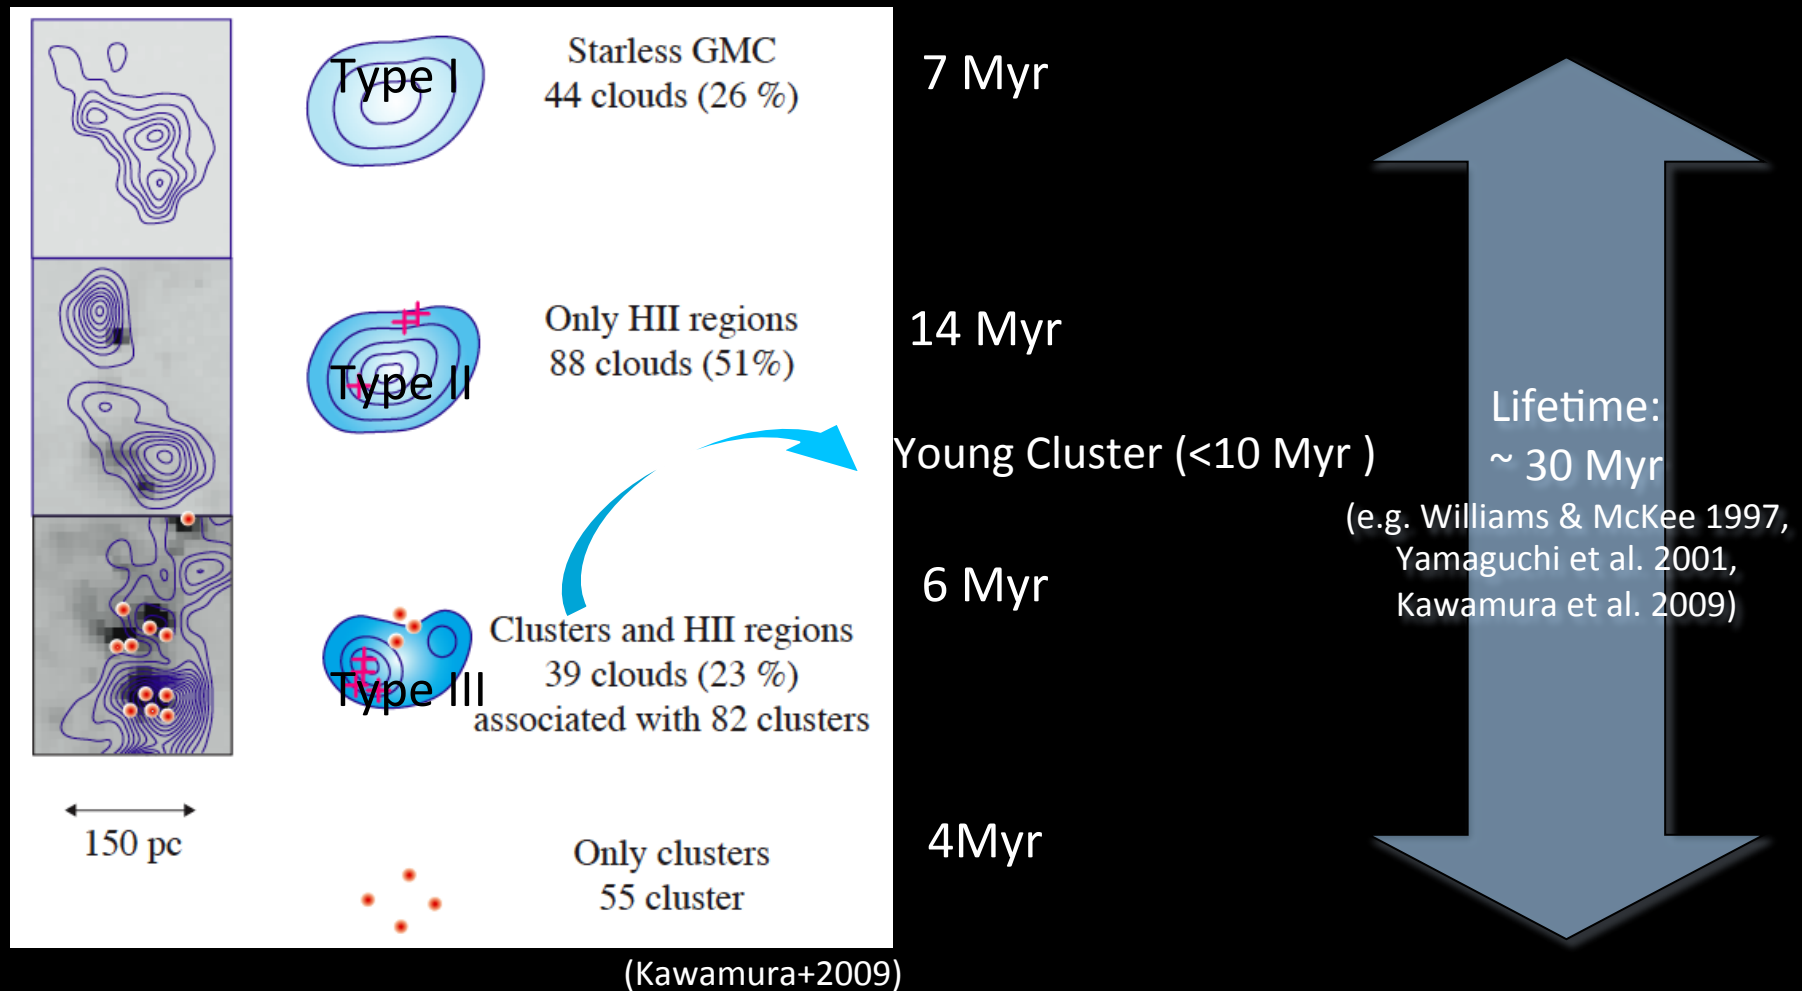 Type I
Starless GMC
44 clouds (26 %)
7 Myr
Type II
Only HII regions
88 clouds (51%)
14 Myr
Young Cluster (<10 Myr )
Lifetime:
~ 30 Myr
(e.g. Williams & McKee 1997,
Yamaguchi et al. 2001,
Kawamura et al. 2009)
Type III
Clusters and HII regions
39 clouds (23 %)
associated with 82 clusters
6 Myr
150 pc
Only clusters
55 cluster
4Myr
(Kawamura+2009)